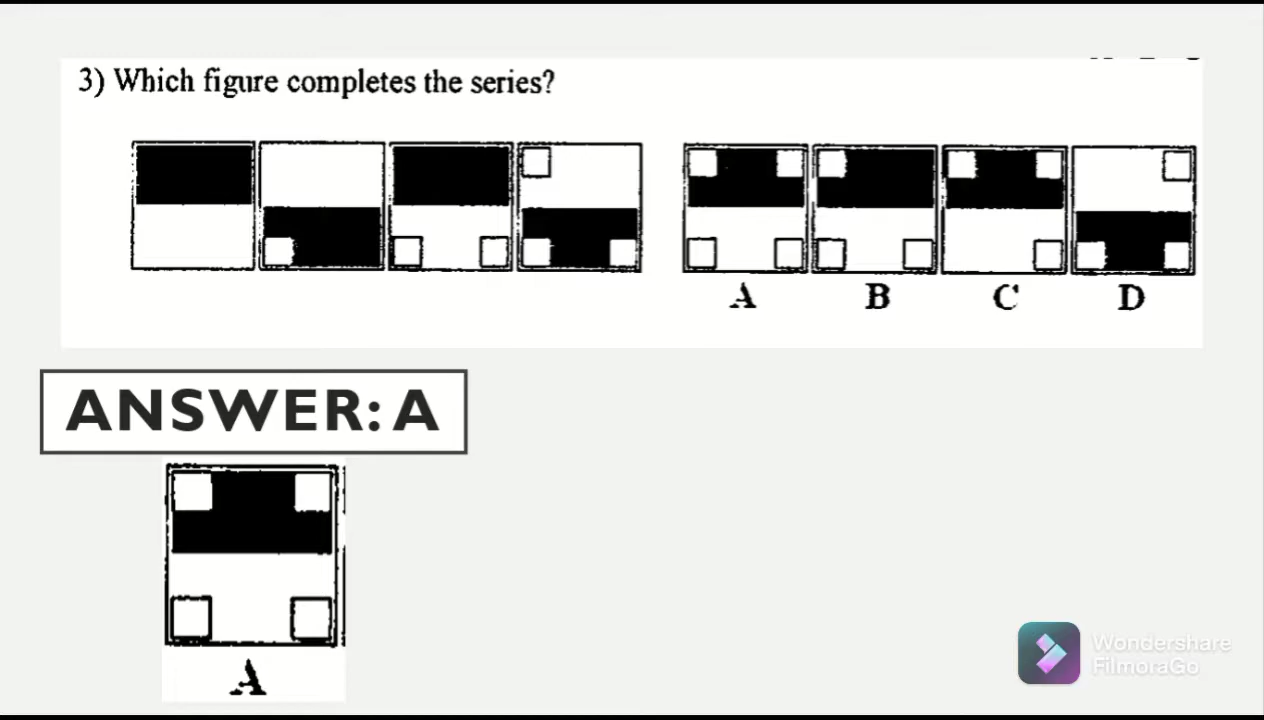 3) Which figure completes the series?
A B C D
ANSWER: A
A
Wondershare
FilmoraGo